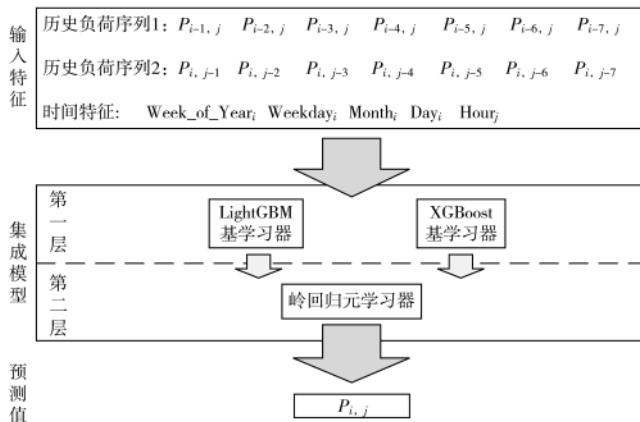 输入特征
历史负荷序列1: P_{i-1, j} P_{i-2, j} P_{i-3, j} P_{i-4, j} P_{i-5, j} P_{i-6, j} P_{i-7, j}
历史负荷序列2: P_{i, j-1} P_{i, j-2} P_{i, j-3} P_{i, j-4} P_{i, j-5} P_{i, j-6} P_{i, j-7}
时间特征: Week_of_Year_i Weekday_i Month_i Day_i Hour_j
集成模型
第一层
LightGBM
基学习器
XGBoost
基学习器
第二层
岭回归元学习器
预测值
P_{i, j}